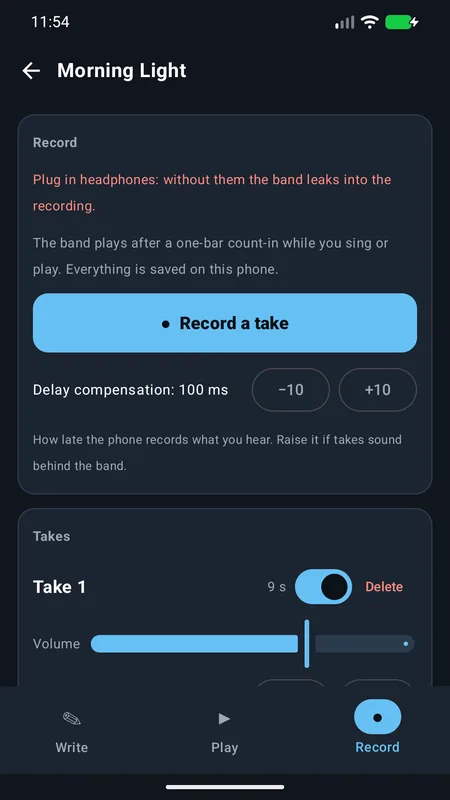 11:54
Morning Light
Record
Plug in headphones: without them the band leaks into the
recording.
The band plays after a one-bar count-in while you sing or
play. Everything is saved on this phone.
● Record a take
Delay compensation: 100 ms −10 +10
How late the phone records what you hear. Raise it if takes sound
behind the band.
Takes
Take 1 9 s Delete
Volume
Write Play Record